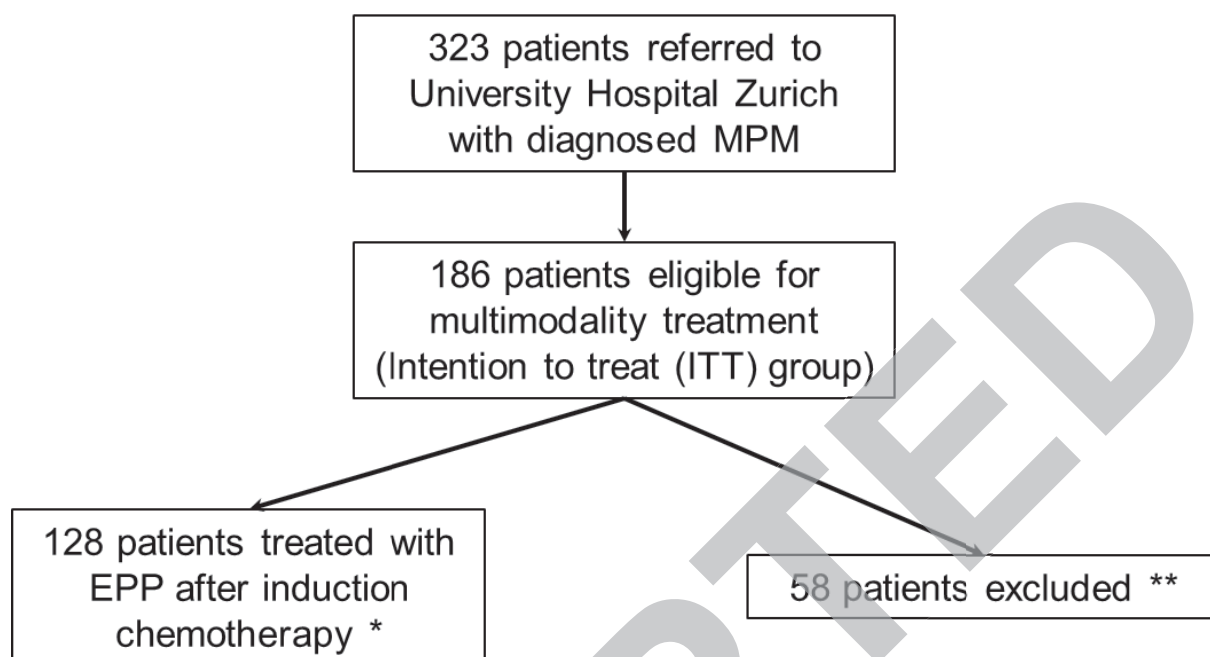 323 patients referred to
University Hospital Zurich
with diagnosed MPM
186 patients eligible for
multimodality treatment
(Intention to treat (ITT) group)
128 patients treated with
EPP after induction
chemotherapy *
58 patients excluded **
PTED